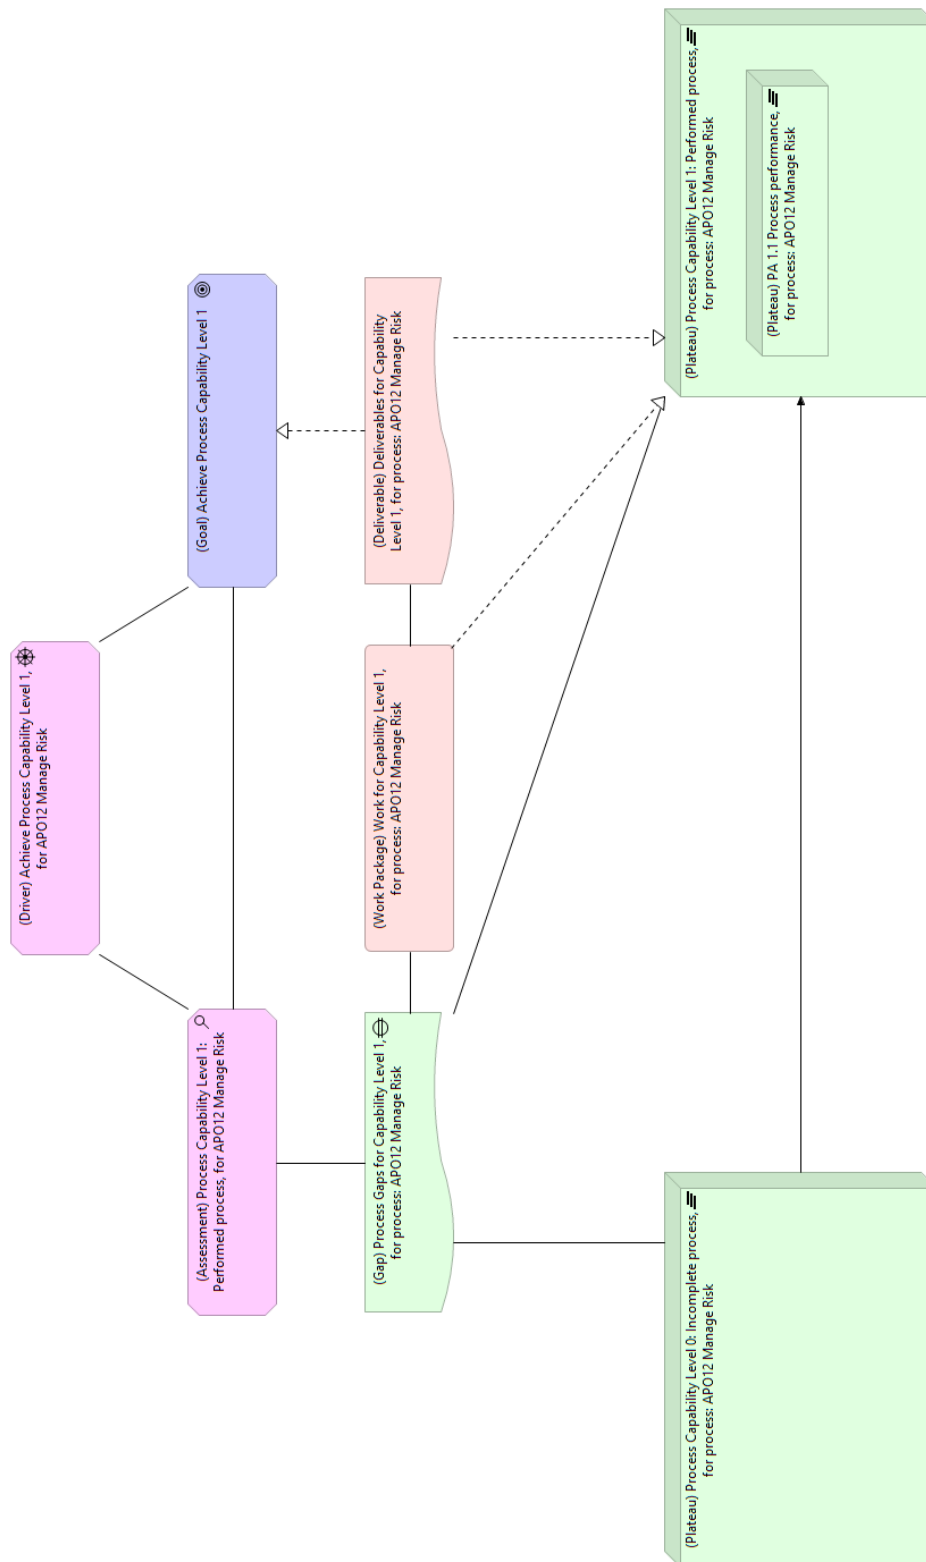 (Driver) Achieve Process Capability Level 1,
for APO12 Manage Risk
(Assessment) Process Capability Level 1:
Performed process, for APO12 Manage Risk
(Goal) Achieve Process Capability Level 1
(Gap) Process Gaps for Capability Level 1,
for process: APO12 Manage Risk
(Work Package) Work for Capability Level 1,
for process: APO12 Manage Risk
(Deliverable) Deliverables for Capability
Level 1, for process: APO12 Manage Risk
(Plateau) Process Capability Level 0: Incomplete process,
for process: APO12 Manage Risk
(Plateau) Process Capability Level 1: Performed process,
for process: APO12 Manage Risk
(Plateau) PA 1.1 Process performance,
for process: APO12 Manage Risk